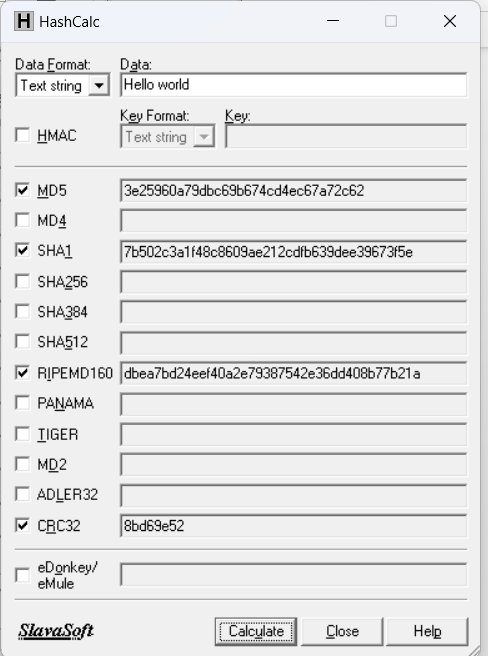 HashCalc
Data Format: Data:
Text string Hello world
Key Format: Key:
HMAC Text string
MD5 3e25960a79dbc69b674cd4ec67a72c62
MD4
SHA1 7b502c3a1f48c8609ae212cdfb639dee39673f5e
SHA256
SHA384
SHA512
RIPEMD160 dbea7bd24eef40a2e79387542e36dd408b77b21a
PANAMA
TIGER
MD2
ADLER32
CRC32 8bd69e52
eDonkey/
eMule
SlavaSoft Calculate Close Help